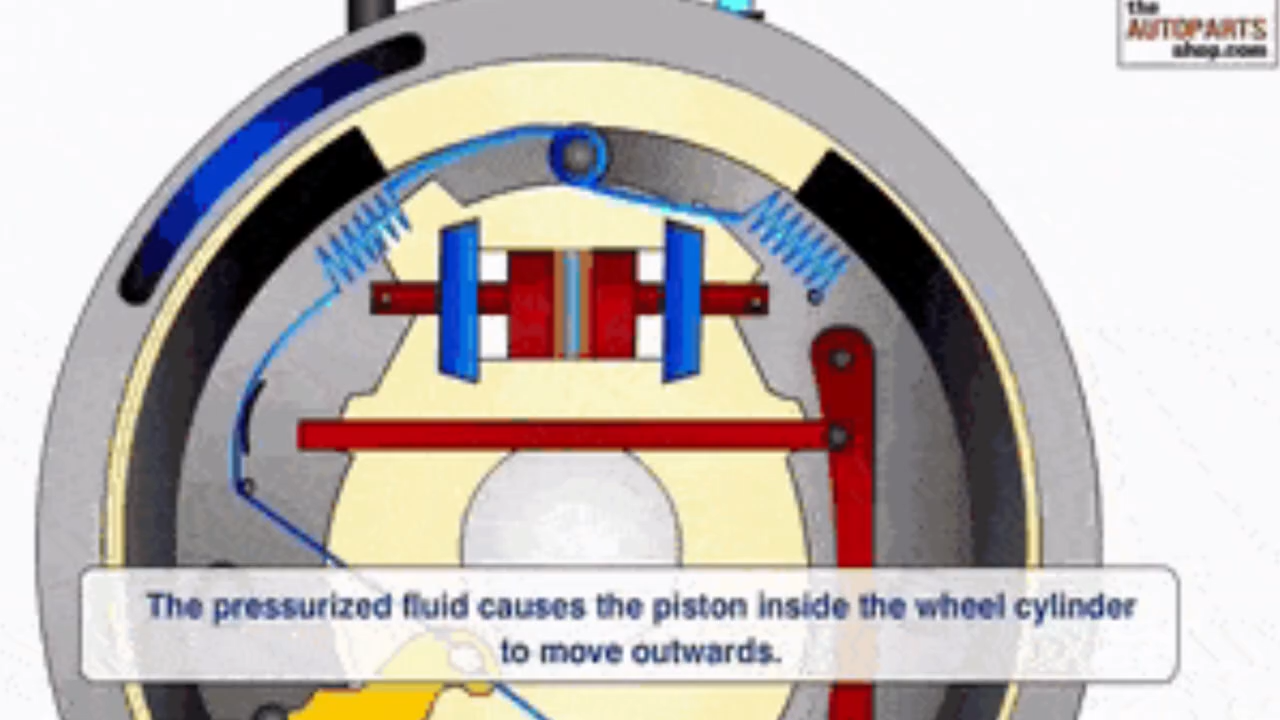 the
AUTOPARTS
shop.com
The pressurized fluid causes the piston inside the wheel cylinder
to move outwards.